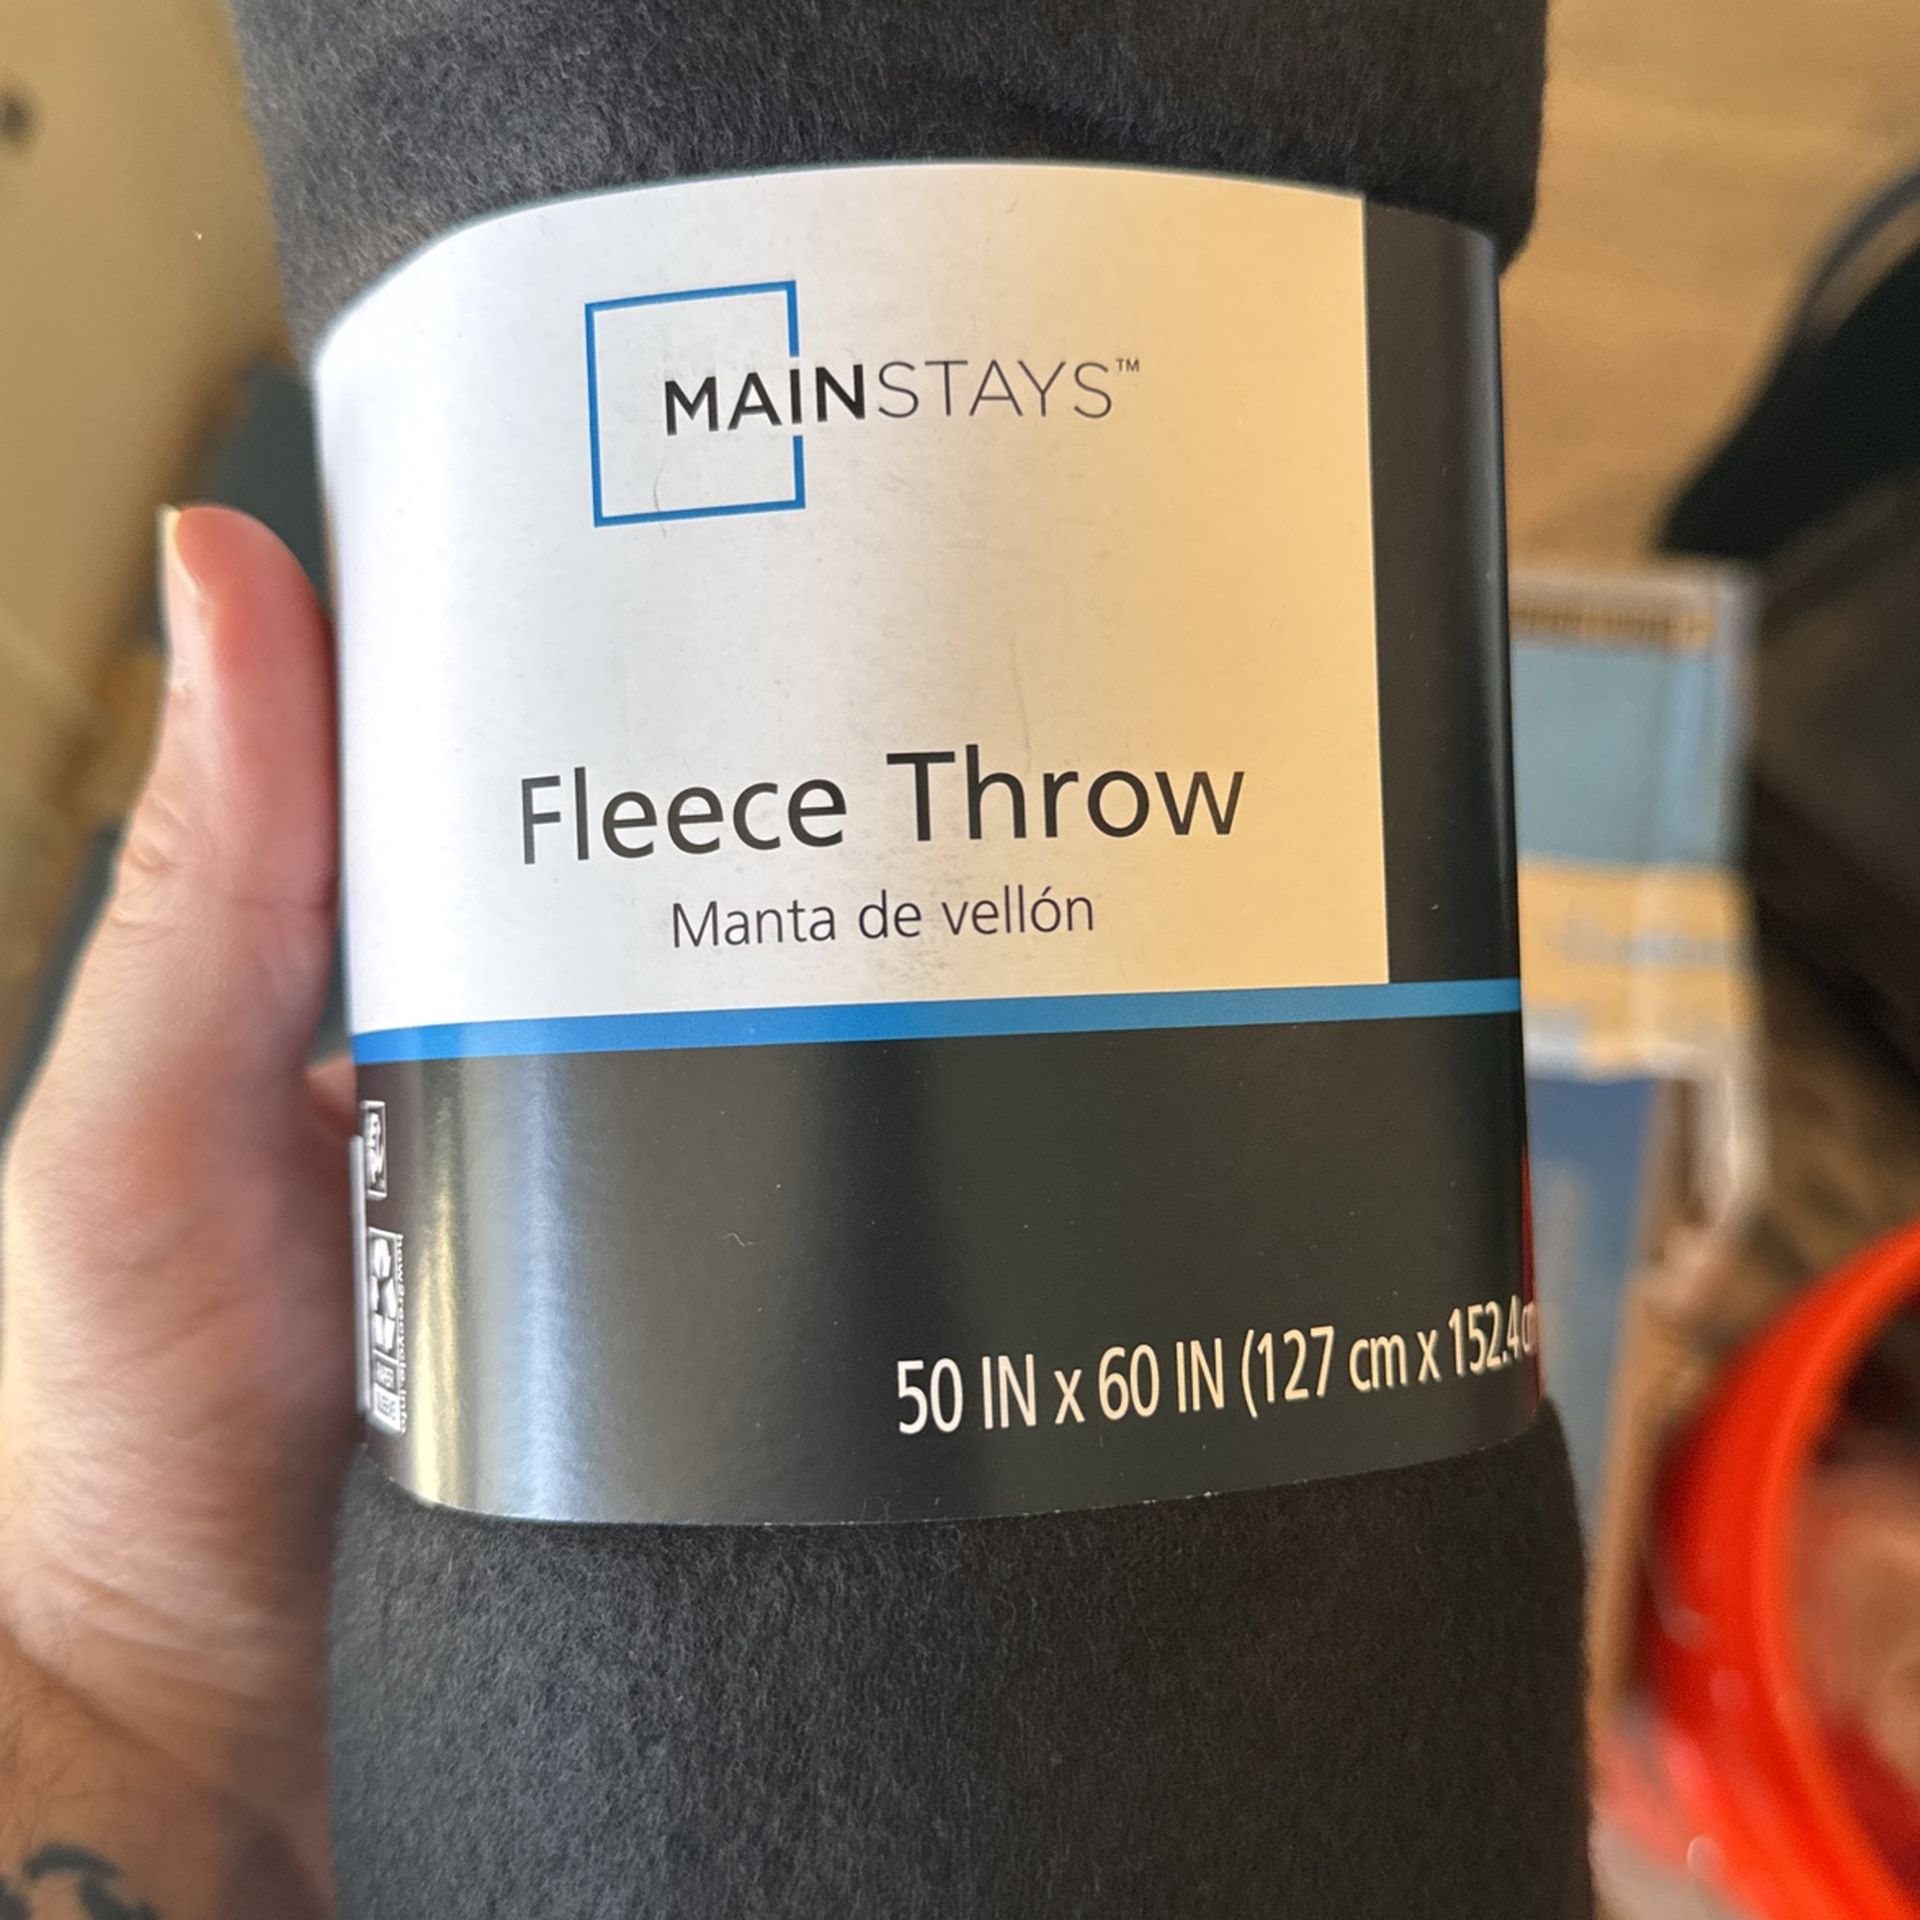 MAINSTAYS™
Fleece Throw
Manta de vellón
50 IN x 60 IN (127 cm x 152.4